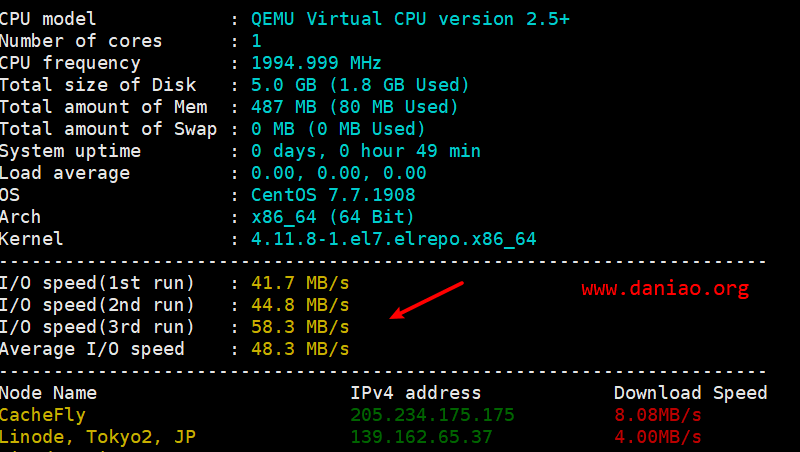 CPU model            : QEMU Virtual CPU version 2.5+
Number of cores      : 1
CPU frequency        : 1994.999 MHz
Total size of Disk   : 5.0 GB (1.8 GB Used)
Total amount of Mem  : 487 MB (80 MB Used)
Total amount of Swap : 0 MB (0 MB Used)
System uptime        : 0 days, 0 hour 49 min
Load average         : 0.00, 0.00, 0.00
OS                   : CentOS 7.7.1908
Arch                 : x86_64 (64 Bit)
Kernel               : 4.11.8-1.el7.elrepo.x86_64
----------------------------------------------------------------------
I/O speed(1st run)   : 41.7 MB/s
www.daniao.org
I/O speed(2nd run)   : 44.8 MB/s
I/O speed(3rd run)   : 58.3 MB/s
Average I/O speed    : 48.3 MB/s
----------------------------------------------------------------------
Node Name                       IPv4 address            Download Speed
CacheFly                        205.234.175.175         8.08MB/s
Linode, Tokyo2, JP              139.162.65.37           4.00MB/s